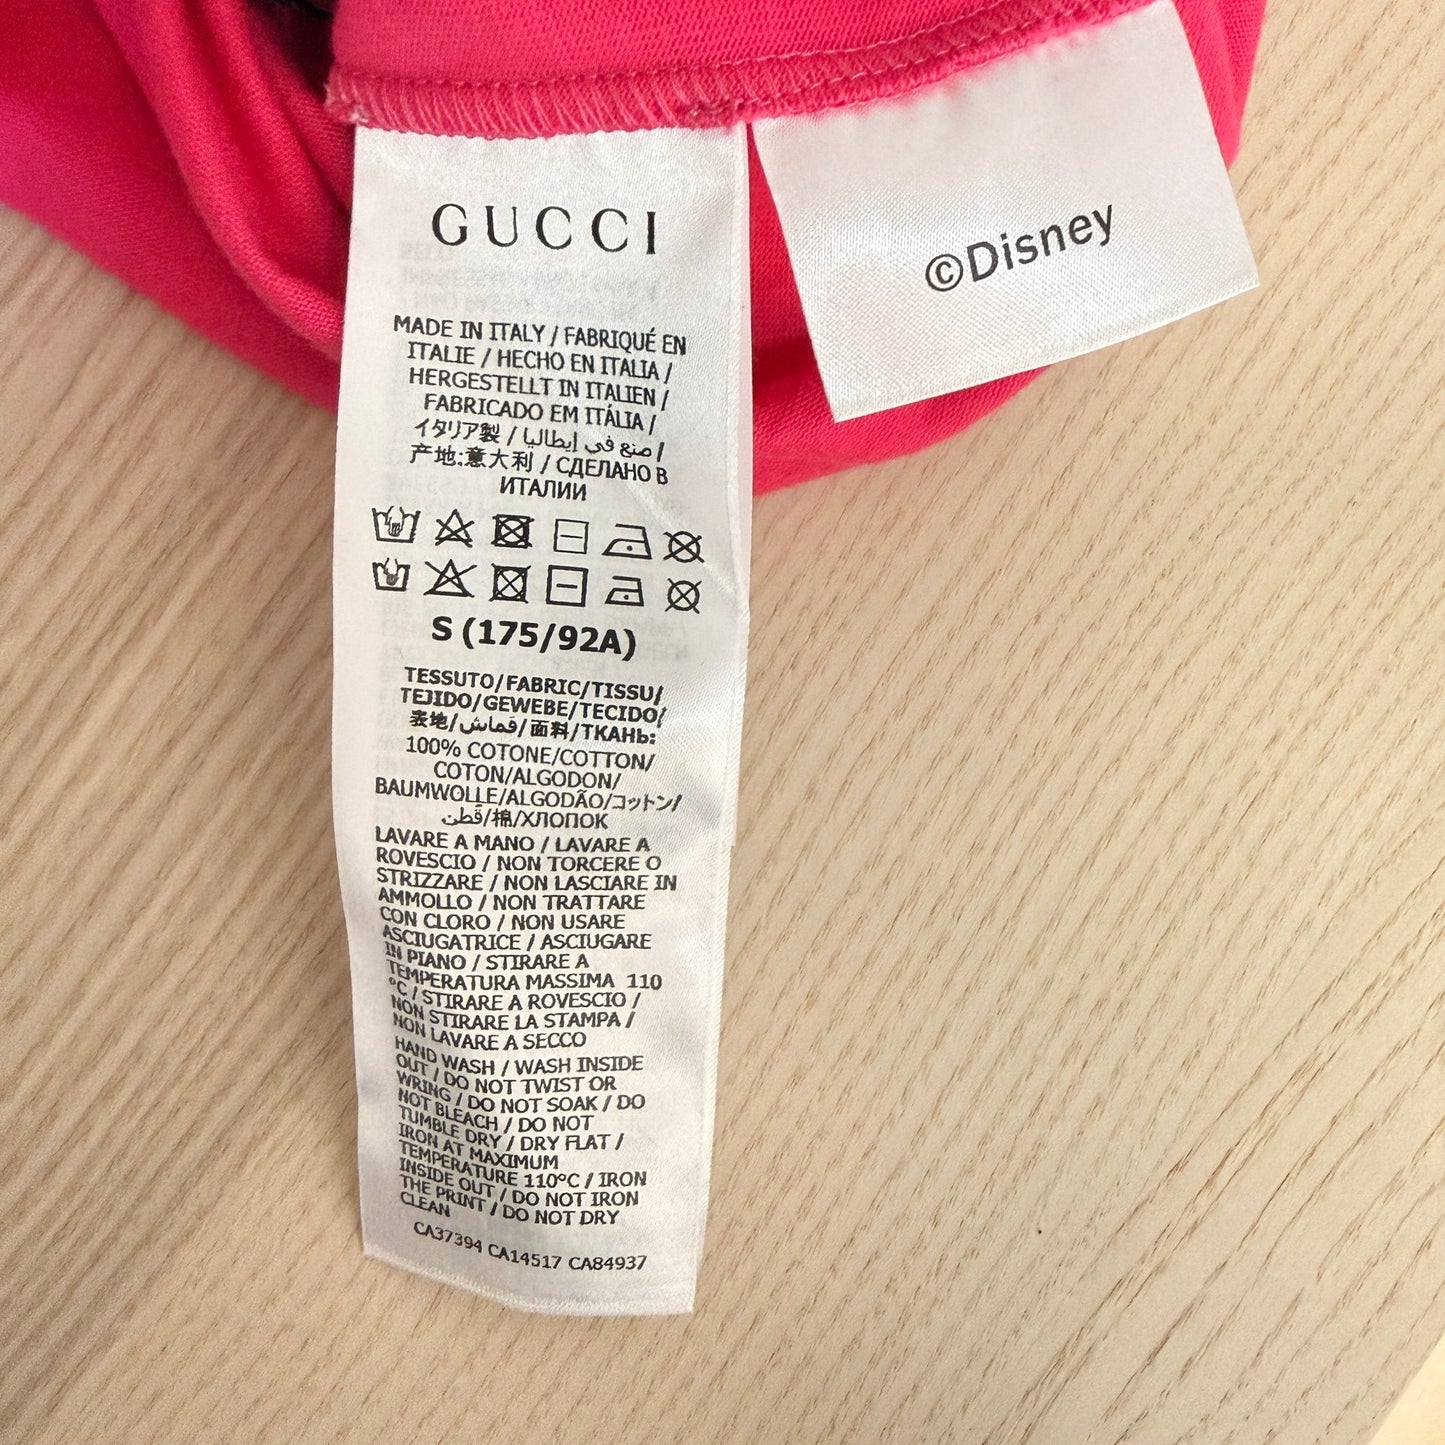 GUCCI
MADE IN ITALY / FABRIQUÉ EN
ITALIE / HECHO EN ITALIA /
HERGESTELLT IN ITALIEN /
FABRICADO EM ITÁLIA /
イタリア製 / صنع في إيطاليا /
产地:意大利 / СДЕЛАНО В
ИТАЛИИ
S (175/92A)
TESSUTO/FABRIC/TISSU/
TEJIDO/GEWEBE/TECIDO/
表地/قماش/面料/ТКАНЬ:
100% COTONE/COTTON/
COTON/ALGODON/
BAUMWOLLE/ALGODÃO/コットン/
قطن/棉/ХЛОПОК
LAVARE A MANO / LAVARE A
ROVESCIO / NON TORCERE O
STRIZZARE / NON LASCIARE IN
AMMOLLO / NON TRATTARE
CON CLORO / NON USARE
ASCIUGATRICE / ASCIUGARE
IN PIANO / STIRARE A
TEMPERATURA MASSIMA 110
°C / STIRARE A ROVESCIO /
NON STIRARE LA STAMPA /
NON LAVARE A SECCO
HAND WASH / WASH INSIDE
OUT / DO NOT TWIST OR
WRING / DO NOT SOAK / DO
NOT BLEACH / DO NOT
TUMBLE DRY / DRY FLAT /
IRON AT MAXIMUM
TEMPERATURE 110°C / IRON
INSIDE OUT / DO NOT IRON
THE PRINT / DO NOT DRY
CLEAN
CA37394 CA14517 CA84937
©Disney